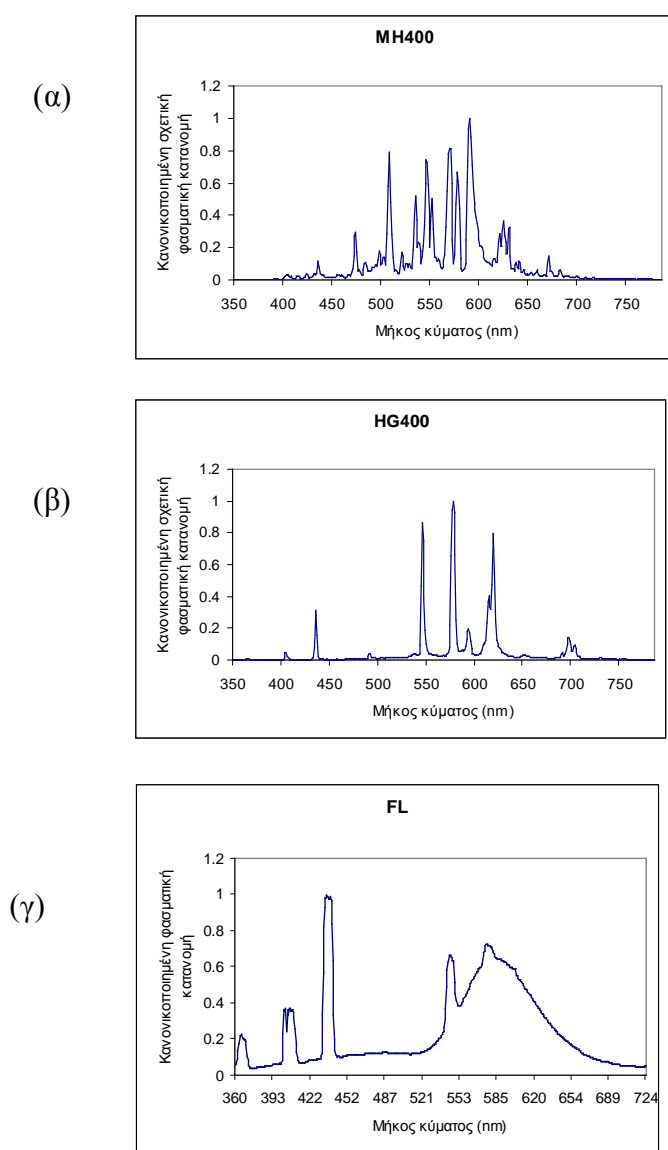 (α)
MH400
Κανονικοποιημένη σχετική
φασματική κατανομή
1.2
1
0.8
0.6
0.4
0.2
0
350 400 450 500 550 600 650 700 750
Μήκος κύματος (nm)
(β)
HG400
Κανονικοποιημένη σχετική
φασματική κατανομή
1.2
1
0.8
0.6
0.4
0.2
0
350 400 450 500 550 600 650 700 750
Μήκος κύματος (nm)
(γ)
FL
Κανονικοποιημένη φασματική
κατανομή
1.2
1
0.8
0.6
0.4
0.2
0
360 393 422 452 487 521 553 585 620 654 689 724
Μήκος κύματος (nm)